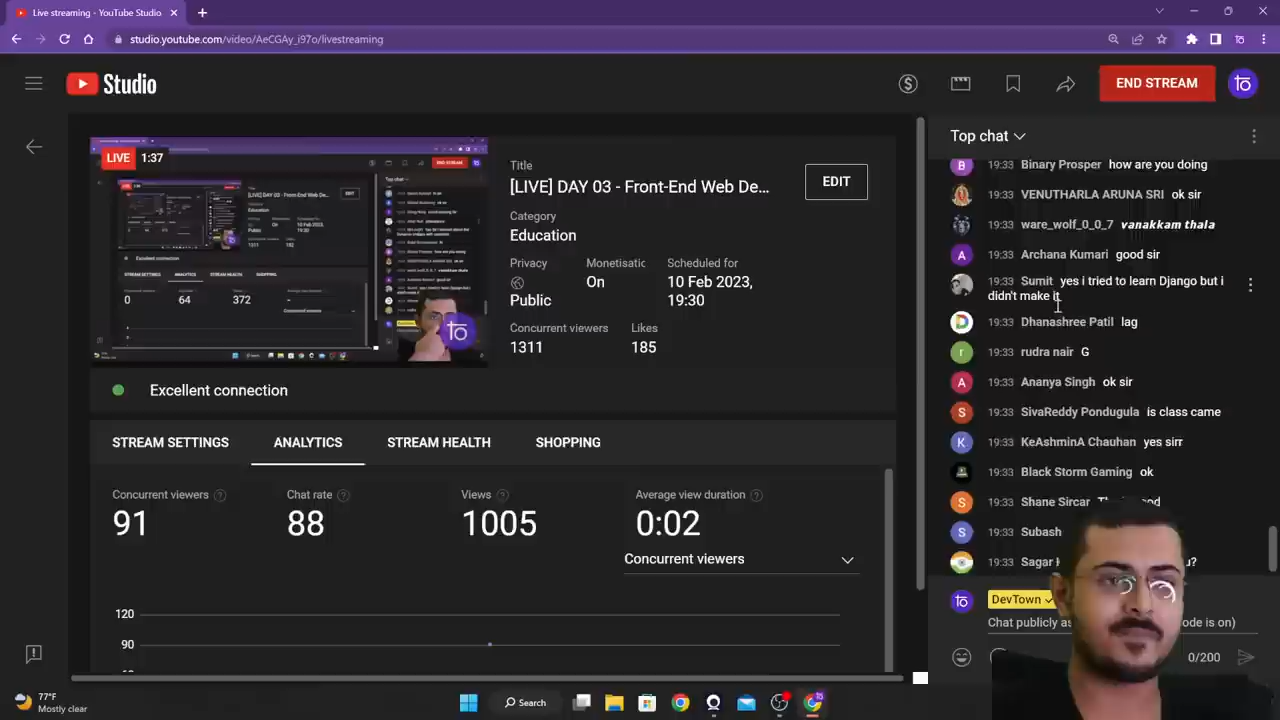 Live streaming - YouTube Studio
studio.youtube.com/video/AeCGAy_i97o/livestreaming
Studio
END STREAM
LIVE 1:37
Title
[LIVE] DAY 03 - Front-End Web De...
EDIT
Category
Education
Privacy
Public
Monetisatic
On
Scheduled for
10 Feb 2023,
19:30
Concurrent viewers
1311
Likes
185
Excellent connection
STREAM SETTINGS
ANALYTICS
STREAM HEALTH
SHOPPING
Concurrent viewers
91
Chat rate
88
Views
1005
Average view duration
0:02
Concurrent viewers
120
90
Top chat
19:33 Binary Prosper how are you doing
19:33 VENUTHARLA ARUNA SRI ok sir
19:33 ware_wolf_0_0_7 vanakkam thala
19:33 Archana Kumari good sir
19:33 Sumit yes i tried to learn Django but i
didn't make it
19:33 Dhanashree Patil lag
19:33 rudra nair G
19:33 Ananya Singh ok sir
19:33 SivaReddy Pondugula is class came
19:33 KeAshminA Chauhan yes sirr
19:33 Black Storm Gaming ok
19:33 Shane Sircar
19:33 Subash
19:33 Sagar
DevTown
Chat publicly as
ode is on)
0/200
77°F
Mostly clear
Search